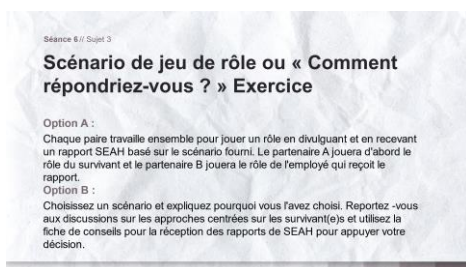 Séance 6// Sujet 3
Scénario de jeu de rôle ou « Comment
répondriez-vous ? » Exercice
Option A :
Chaque paire travaille ensemble pour jouer un rôle en divulguant et en recevant
un rapport SEAH basé sur le scénario fourni. Le partenaire A jouera d'abord le
rôle du survivant et le partenaire B jouera le rôle de l'employé qui reçoit le
rapport.
Option B :
Choisissez un scénario et expliquez pourquoi vous l'avez choisi. Reportez -vous
aux discussions sur les approches centrées sur les survivant(e)s et utilisez la
fiche de conseils pour la réception des rapports de SEAH pour appuyer votre
décision.